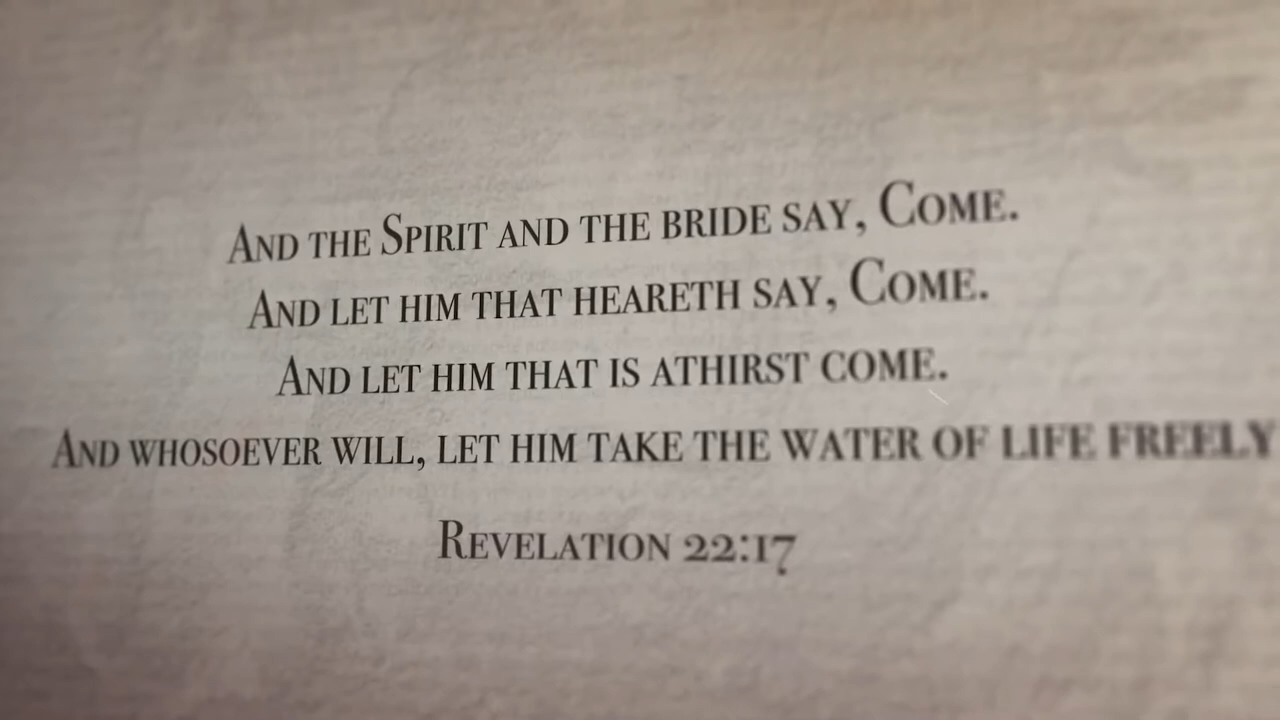 And the Spirit and the bride say, Come.
And let him that heareth say, Come.
And let him that is athirst come.
And whosoever will, let him take the water of life freely
Revelation 22:17